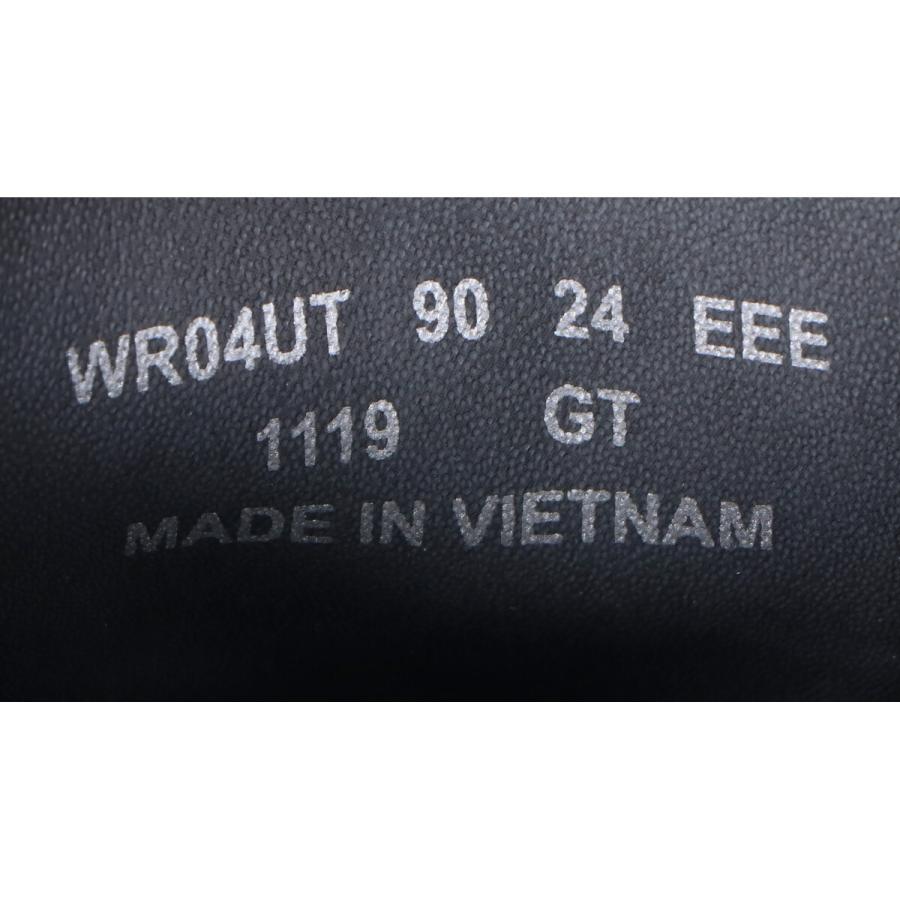 WR04UT 90 24 EEE
1119 GT
MADE IN VIETNAM